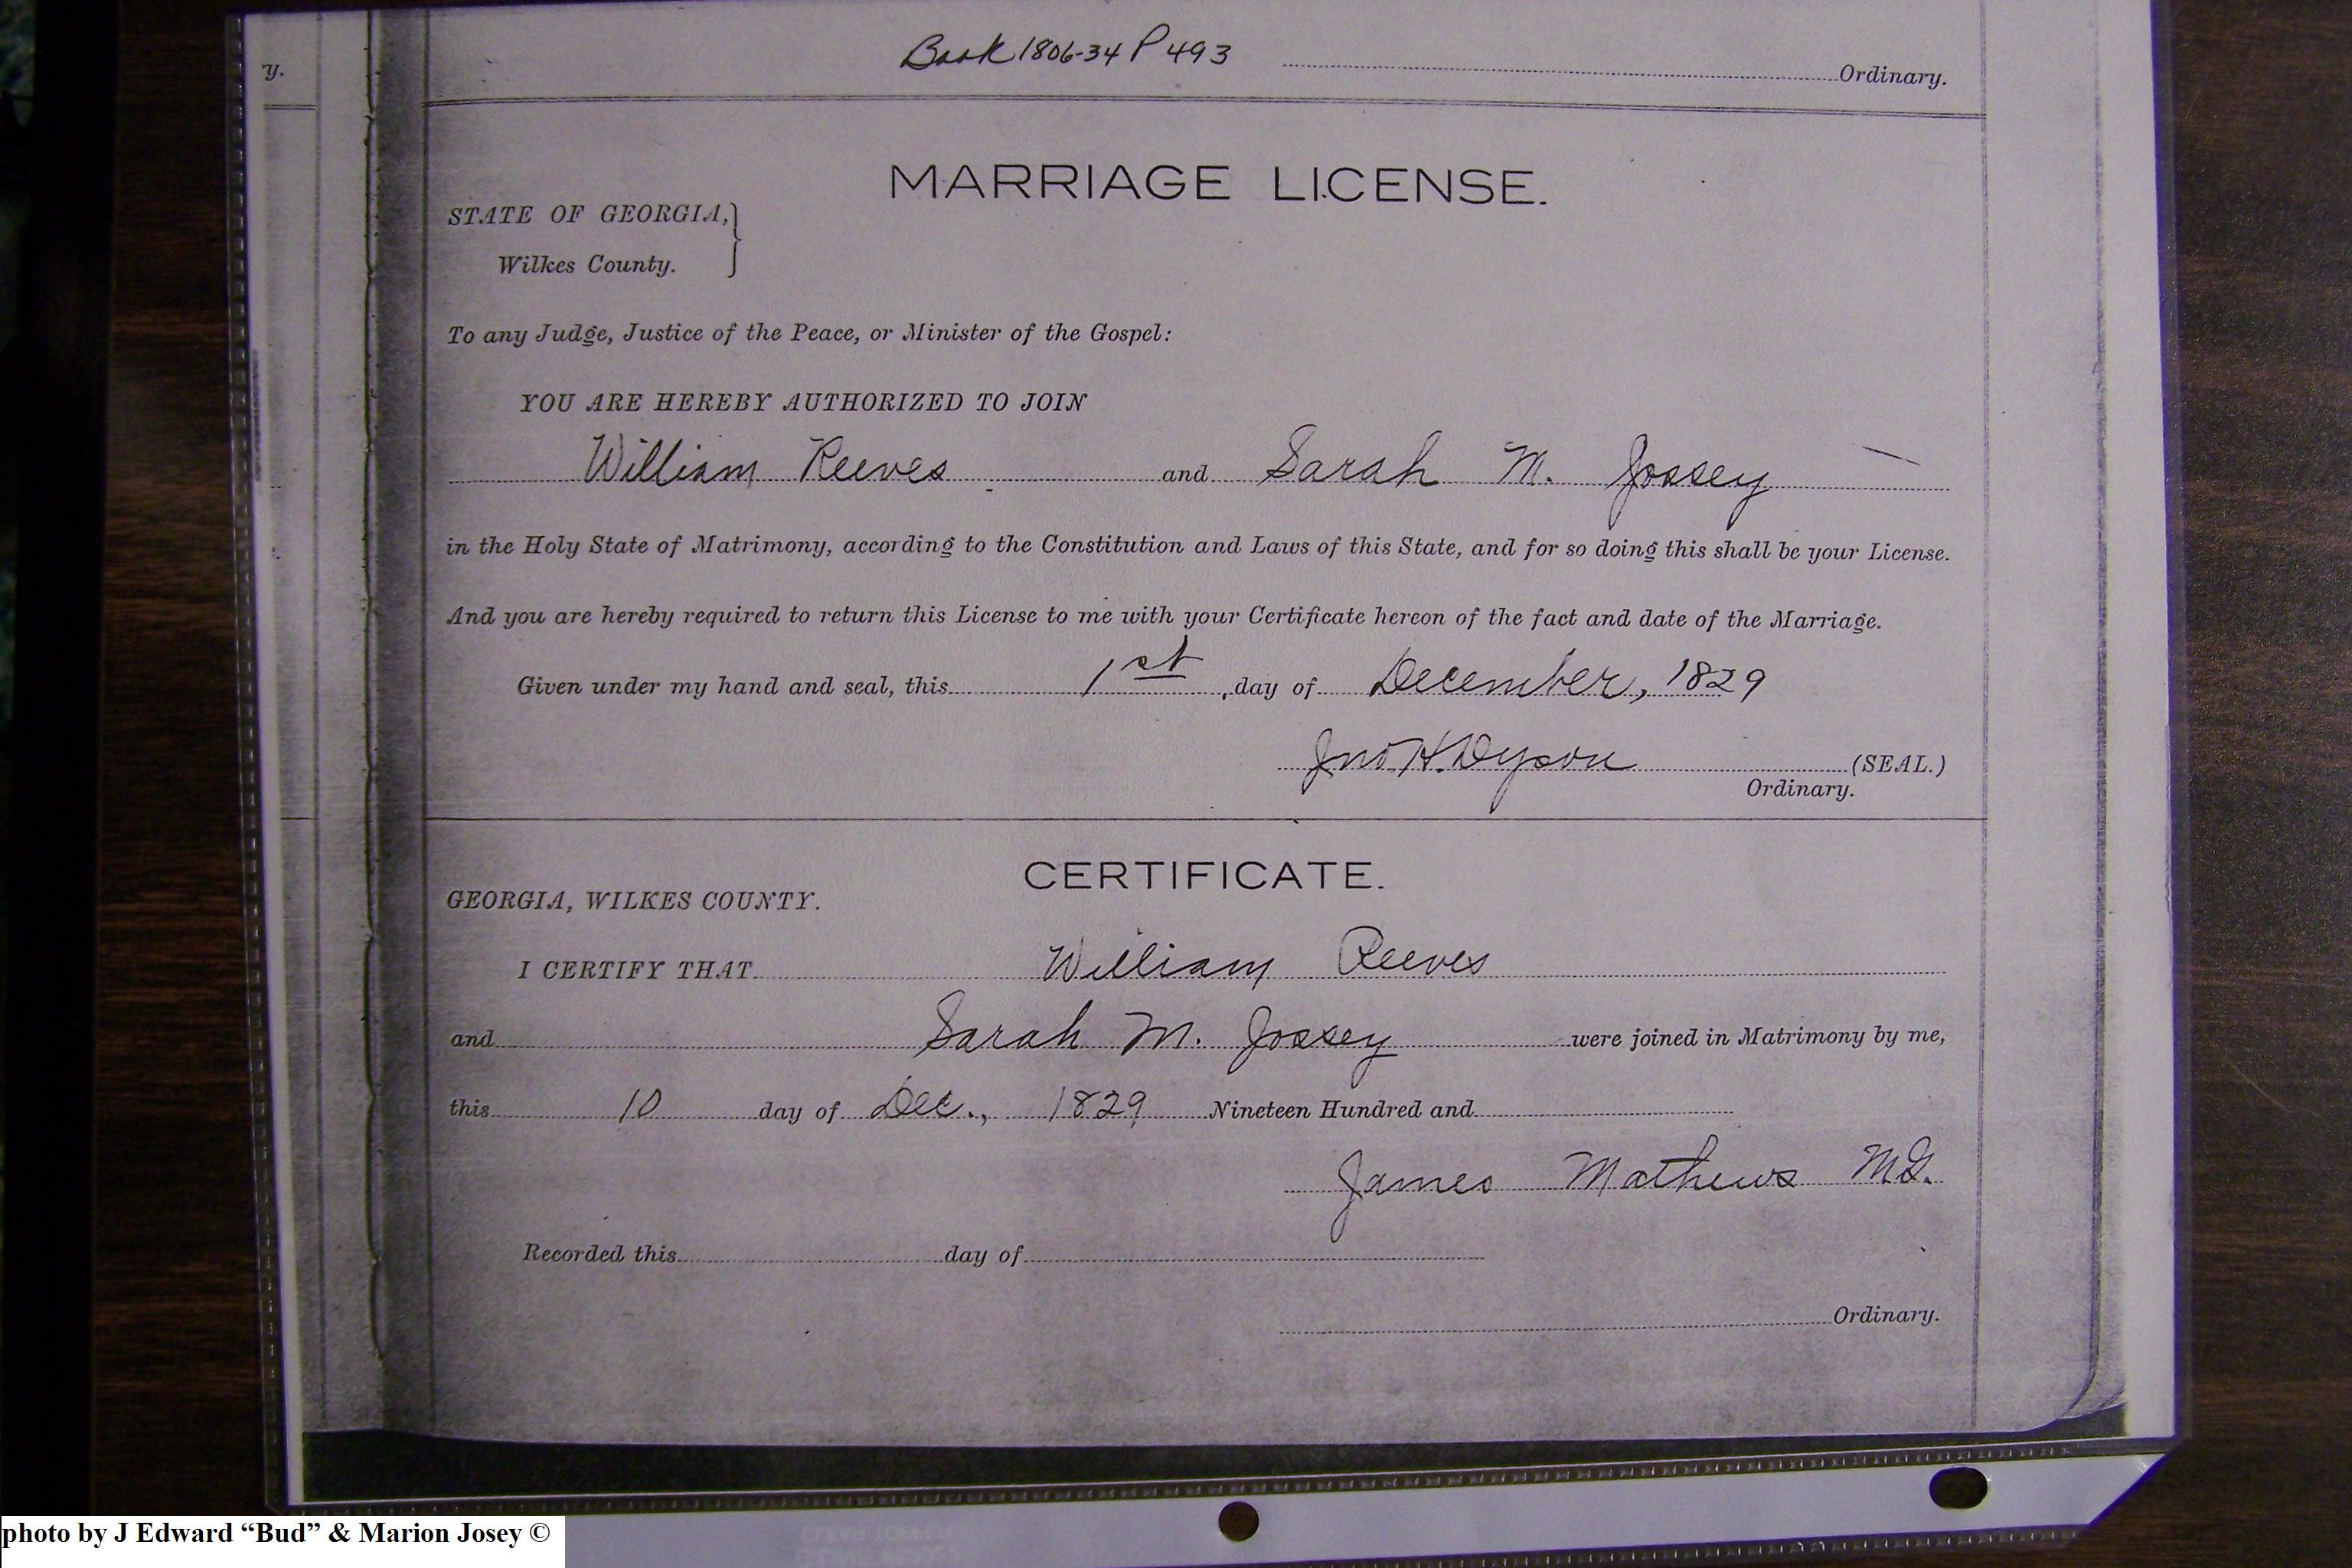 Book 1806-34 P 493
y.
Ordinary.
MARRIAGE LICENSE.
STATE OF GEORGIA,
Wilkes County.
To any Judge, Justice of the Peace, or Minister of the Gospel:
YOU ARE HEREBY AUTHORIZED TO JOIN
William Reeves and Sarah M. Jossey
in the Holy State of Matrimony, according to the Constitution and Laws of this State, and for so doing this shall be your License.
And you are hereby required to return this License to me with your Certificate hereon of the fact and date of the Marriage.
Given under my hand and seal, this 1st day of December, 1829
Jno H. Dyson (SEAL.)
Ordinary.
CERTIFICATE.
GEORGIA, WILKES COUNTY.
I CERTIFY THAT William Reeves
and Sarah M. Jossey were joined in Matrimony by me,
this 10 day of Dec., 1829 Nineteen Hundred and
James Mathews M.G.
Recorded this day of
Ordinary.
photo by J Edward “Bud” & Marion Josey ©